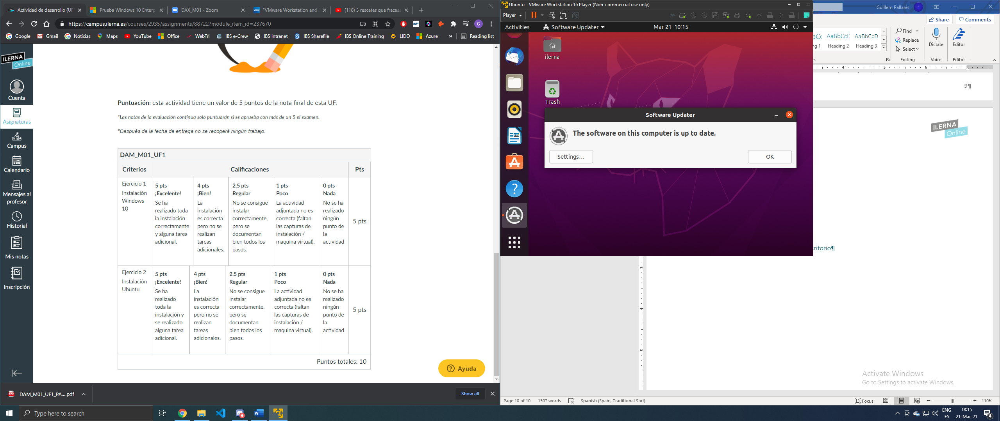 Actividad de desarrollo (UF
Prueba Windows 10 Enterp
DAX_M01 - Zoom
"VMware Workstation and
(118) 3 rescates que fracasa
https://campus.ilerna.es/courses/2935/assignments/88722?module_item_id=237670
Google
Gmail
Noticias
Maps
YouTube
Office
WebTri
IBS e-Crew
IBS Intranet
IBS Sharefile
IBS Online Training
LIDO
Azure
»
Reading list
ILERNA
Online
Cuenta
Asignaturas
Campus
Calendario
Mensajes al
profesor
Historial
Mis notas
Inscripción
Puntuación: esta actividad tiene un valor de 5 puntos de la nota final de esta UF.
*Las notas de la evaluación continua solo puntuarán si se aprueba con más de un 5 el examen.
*Después de la fecha de entrega no se recogerá ningún trabajo.
DAM_M01_UF1
Criterios
Calificaciones
Pts
Ejercicio 1
Instalación
Windows
10
5 pts
¡Excelente!
Se ha
realizado toda
la instalación
correctamente
y alguna tarea
adicional.
4 pts
¡Bien!
La
instalación
es correcta
pero no se
realizan
tareas
adicionales.
2.5 pts
Regular
No se consigue
instalar
correctamente,
pero se
documentan
bien todos los
pasos.
1 pts
Poco
La actividad
adjuntada no es
correcta (faltan
las capturas de
instalación /
maquina virtual).
0 pts
Nada
No se ha
realizado
ningún
punto de
la
actividad
5 pts
Ejercicio 2
Instalación
Ubuntu
5 pts
¡Excelente!
Se ha
realizado
toda la
instalación y
se realizado
alguna tarea
adicional.
4 pts
¡Bien!
La
instalación
es correcta
pero no se
realizan
tareas
adicionales.
2.5 pts
Regular
No se consigue
instalar
correctamente,
pero se
documentan
bien todos los
pasos.
1 pts
Poco
La actividad
adjuntada no es
correcta (faltan
las capturas de
instalación /
maquina virtual).
0 pts
Nada
No se ha
realizado
ningún
punto de
la
actividad
5 pts
Puntos totales: 10
Ayuda
DAM_M01_UF1_PA....pdf
Show all
Ubuntu - VMware Workstation 16 Player (Non-commercial use only)
Player
Activities
Software Updater
Mar 21 10:15
ilerna
Trash
Software Updater
The software on this computer is up to date.
Settings…
OK
Guillem Pallarés
Share
Comments
AaBbCcD
AaBbCcD
ng 1
Heading 2
Heading 3
Find
Replace
Select
Editing
Dictate
Voice
Editor
Editor
4
5
6
9¶
ILERNA
Online
critorio¶
3
4
5
Activate Windows
Go to Settings to activate Windows.
Page 10 of 10
1307 words
Spanish (Spain, Traditional Sort)
Focus
110%
Type here to search
ENG
ES
18:15
21-Mar-21
4